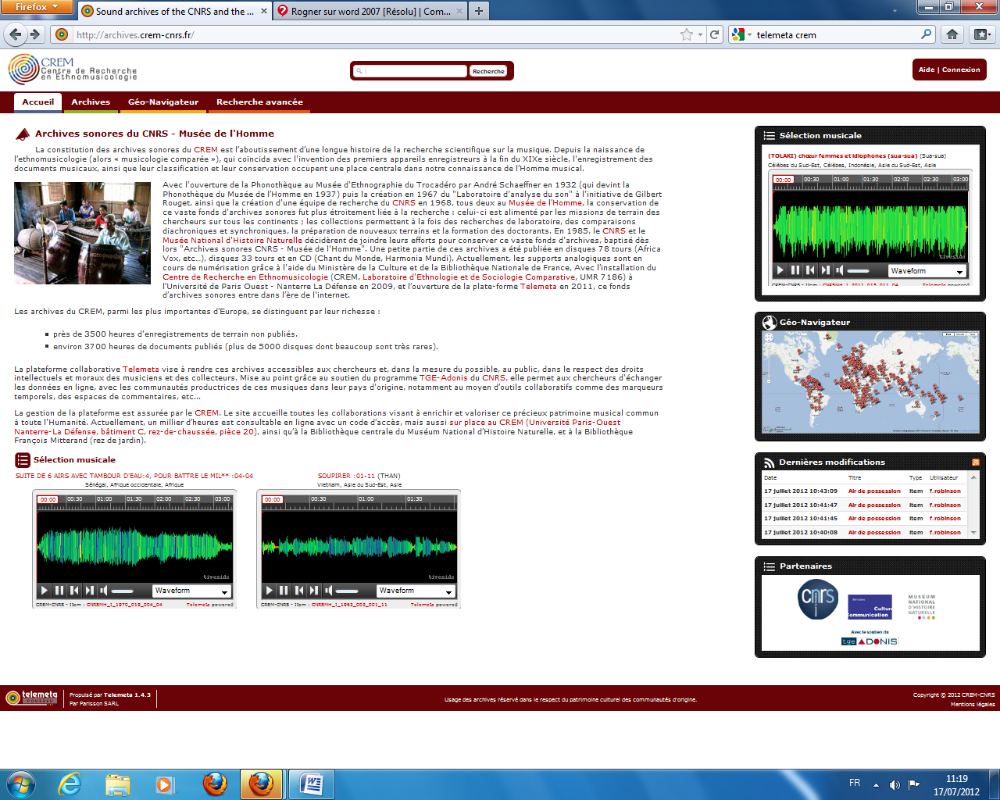 Firefox
Sound archives of the CNRS and the ...
Rogner sur word 2007 [Résolu] | Com...
http://archives.crem-cnrs.fr/
telemeta crem
CREM
Centre de Recherche
en Ethnomusicologie
Recherche
Aide | Connexion
Accueil
Archives
Géo-Navigateur
Recherche avancée
Archives sonores du CNRS - Musée de l'Homme
La constitution des archives sonores du CREM est l’aboutissement d’une longue histoire de la recherche scientifique sur la musique. Depuis la naissance de
l’ethnomusicologie (alors « musicologie comparée »), qui coïncida avec l'invention des premiers appareils enregistreurs à la fin du XIXe siècle, l'enregistrement des
documents musicaux, ainsi que leur classification et leur conservation occupent une place centrale dans notre connaissance de l’Homme musical.
Avec l'ouverture de la Phonothèque au Musée d'Ethnographie du Trocadéro par André Schaeffner en 1932 (qui devint la
Phonothèque du Musée de l’Homme en 1937) puis la création en 1967 du "Laboratoire d'analyse du son" à l'initiative de Gilbert
Rouget, ainsi que la création d'une équipe de recherche du CNRS en 1968, tous deux au Musée de l’Homme, la conservation de
ce vaste fonds d'archives sonores fut plus étroitement liée à la recherche : celui-ci est alimenté par les missions de terrain des
chercheurs sur tous les continents ; les collections permettent à la fois des recherches de laboratoire, des comparaisons
diachroniques et synchroniques, la préparation de nouveaux terrains et la formation des doctorants. En 1985, le CNRS et le
Musée National d'Histoire Naturelle décidèrent de joindre leurs efforts pour conserver ce vaste fonds d'archives, baptisé dès
lors "Archives sonores CNRS - Musée de l'Homme". Une petite partie de ces archives a été publiée en disques 78 tours (Africa
Vox, etc…), disques 33 tours et en CD (Chant du Monde, Harmonia Mundi). Actuellement, les supports analogiques sont en
cours de numérisation grâce à l'aide du Ministère de la Culture et de la Bibliothèque Nationale de France, Avec l’installation du
Centre de Recherche en Ethnomusicologie (CREM, Laboratoire d'Ethnologie et de Sociologie Comparative, UMR 7186) à
l’Université de Paris Ouest - Nanterre La Défense en 2009, et l’ouverture de la plate-forme Telemeta en 2011, ce fonds
d’archives sonores entre dans l’ère de l’internet.
Les archives du CREM, parmi les plus importantes d’Europe, se distinguent par leur richesse :
près de 3500 heures d'enregistrements de terrain non publiés.
environ 3700 heures de documents publiés (plus de 5000 disques dont beaucoup sont très rares).
La plateforme collaborative Telemeta vise à rendre ces archives accessibles aux chercheurs et, dans la mesure du possible, au public, dans le respect des droits
intellectuels et moraux des musiciens et des collecteurs. Mise au point grâce au soutien du programme TGE-Adonis du CNRS, elle permet aux chercheurs d'échanger
les données en ligne, avec les communautés productrices de ces musiques dans leur pays d'origine, notamment au moyen d’outils collaboratifs comme des marqueurs
temporels, des espaces de commentaires, etc...
La gestion de la plateforme est assurée par le CREM. Le site accueille toutes les collaborations visant à enrichir et valoriser ce précieux patrimoine musical commun
à toute l’Humanité. Actuellement, un millier d’heures est consultable en ligne avec un code d’accès, mais aussi sur place au CREM (Université Paris-Ouest
Nanterre-La Défense, bâtiment C, rez-de-chaussée, pièce 20), ainsi qu’à la Bibliothèque centrale du Muséum National d’Histoire Naturelle, et à la Bibliothèque
François Mitterand (rez de jardin).
Sélection musicale
SUITE DE 6 AIRS AVEC TAMBOUR D'EAU:4, POUR BATTRE LE MIL** :04-04
Sénégal, Afrique occidentale, Afrique
00:00 00:30 01:00 01:30 02:00 02:30 03:00
timeside
Waveform
CREM-CNRS - Item : CNRSMH_I_1970_019_004_04
Telemeta powered
SOUPIRER :01-11 (THAN)
Vietnam, Asie du Sud-Est, Asie
00:00 00:30 01:00 01:30
timeside
Waveform
CREM-CNRS - Item : CNRSMH_I_1962_003_001_11
Telemeta powered
Sélection musicale
(TOLAKI) chœur femmes et idiophones (sua-sua) (Sua-sua)
Célèbes du Sud-Est, Célèbes, Indonésie, Asie du Sud-Est, Asie
00:00 00:30 01:00 01:30 02:00 02:30 03:00
timeside
Waveform
CREM-CNRS - Item : CNRSMH_I_2011_015_011_04
Telemeta powered
Géo-Navigateur
Dernières modifications
Date Titre Type Utilisateur
17 juillet 2012 10:43:09 Air de possession Item f.robinson
17 juillet 2012 10:41:47 Air de possession Item f.robinson
17 juillet 2012 10:41:45 Air de possession Item f.robinson
17 juillet 2012 10:40:08 Air de possession Item f.robinson
Partenaires
cnrs
Culture
Communication
MUSEUM
NATIONAL
D'HISTOIRE
NATURELLE
Avec le soutien du
tge ADONIS
telemeta
POWERED
Propulsé par Telemeta 1.4.3
Par Parisson SARL
Usage des archives réservé dans le respect du patrimoine culturel des communautés d'origine.
Copyright © 2012 CREM-CNRS
Mentions légales
FR
11:19
17/07/2012